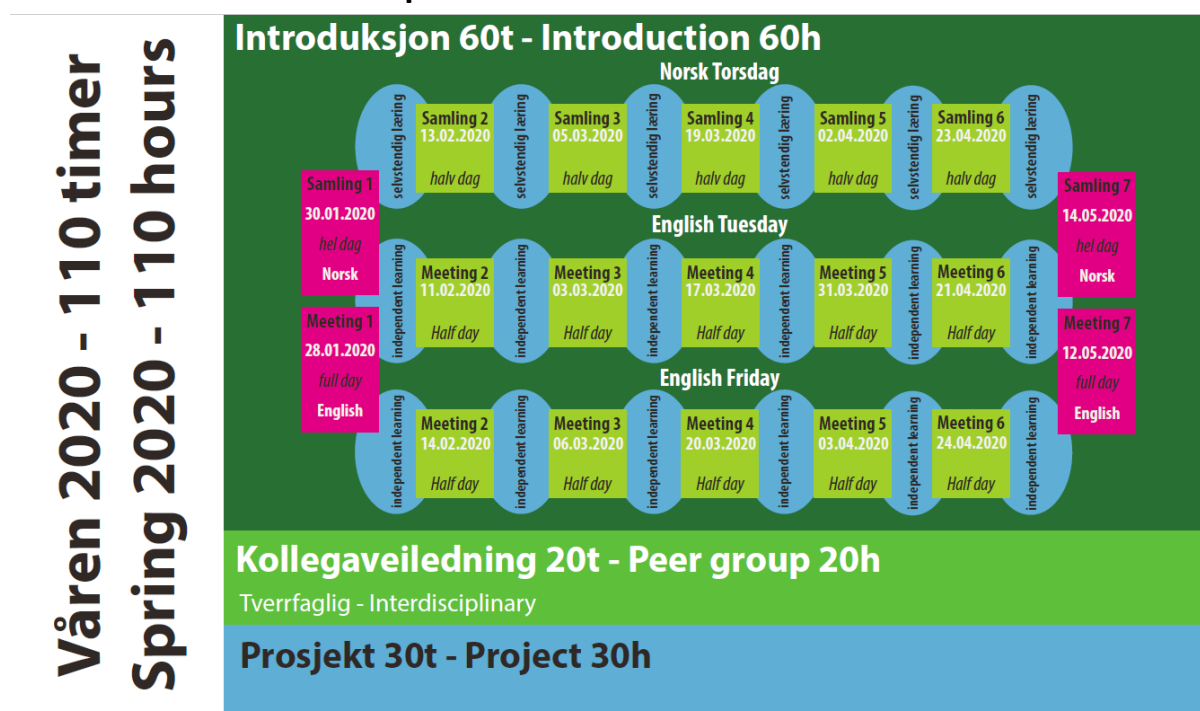 Våren 2020 - 110 timer
Spring 2020 - 110 hours
Introduksjon 60t - Introduction 60h
Norsk Torsdag
selvstendig læring
Samling 2
13.02.2020
halv dag
selvstendig læring
Samling 3
05.03.2020
halv dag
selvstendig læring
Samling 4
19.03.2020
halv dag
selvstendig læring
Samling 5
02.04.2020
halv dag
selvstendig læring
Samling 6
23.04.2020
halv dag
selvstendig læring
Samling 1
30.01.2020
hel dag
Norsk
Samling 7
14.05.2020
hel dag
Norsk
English Tuesday
independent learning
Meeting 2
11.02.2020
Half day
independent learning
Meeting 3
03.03.2020
Half day
independent learning
Meeting 4
17.03.2020
Half day
independent learning
Meeting 5
31.03.2020
Half day
independent learning
Meeting 6
21.04.2020
Half day
independent learning
Meeting 1
28.01.2020
full day
English
Meeting 7
12.05.2020
full day
English
English Friday
independent learning
Meeting 2
14.02.2020
Half day
independent learning
Meeting 3
06.03.2020
Half day
independent learning
Meeting 4
20.03.2020
Half day
independent learning
Meeting 5
03.04.2020
Half day
independent learning
Meeting 6
24.04.2020
Half day
independent learning
Kollegaveiledning 20t - Peer group 20h
Tverrfaglig - Interdisciplinary
Prosjekt 30t - Project 30h